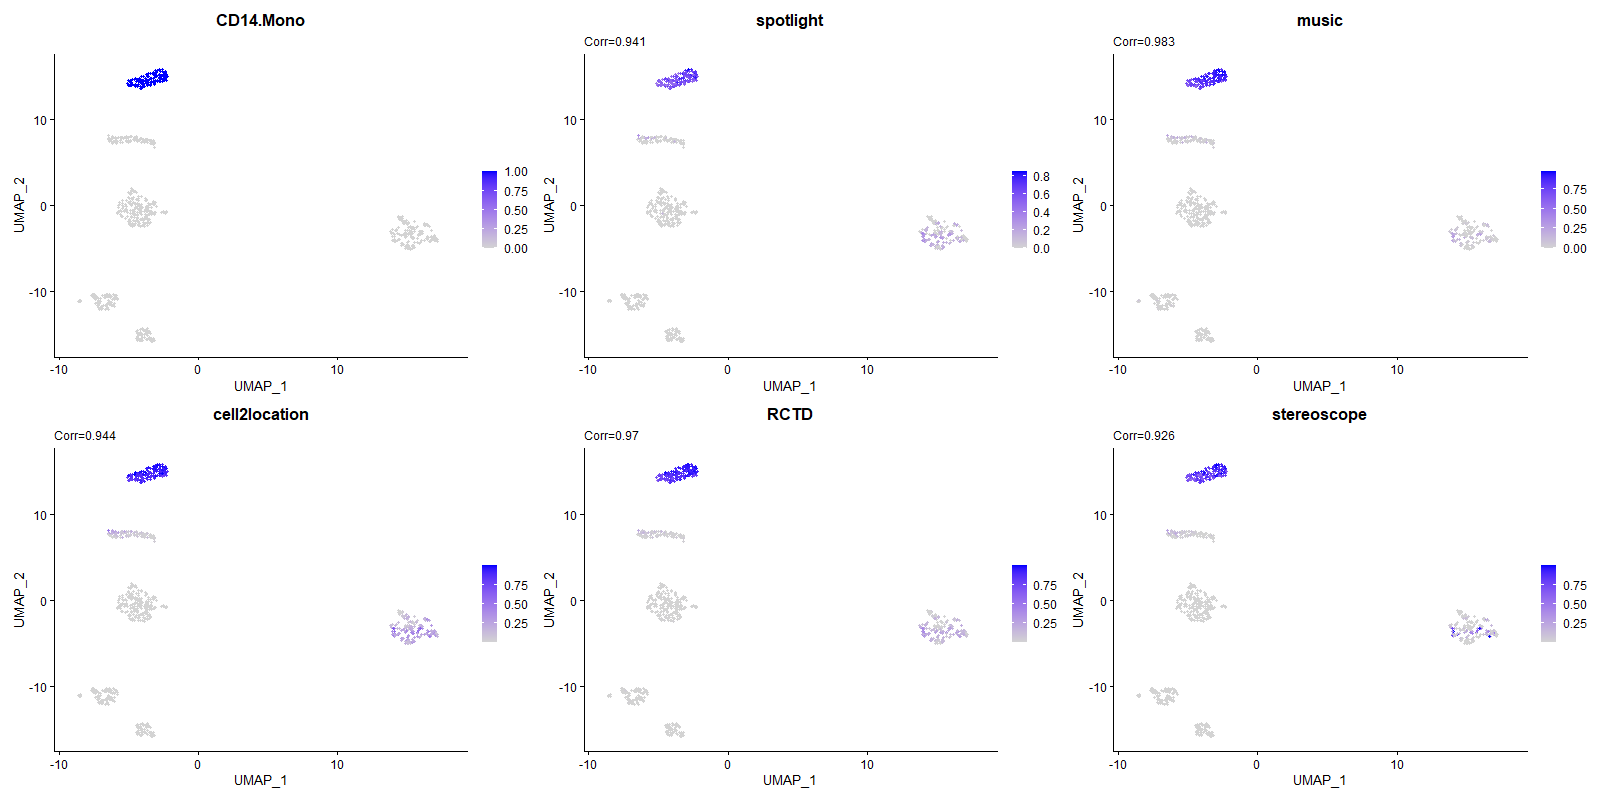 CD14.Mono
10
0
-10
-10
0
10
UMAP_1
UMAP_2
1.00
0.75
0.50
0.25
0.00
spotlight
Corr=0.941
10
0
-10
-10
0
10
UMAP_1
UMAP_2
0.8
0.6
0.4
0.2
0.0
music
Corr=0.983
10
0
-10
-10
0
10
UMAP_1
UMAP_2
0.75
0.50
0.25
0.00
cell2location
Corr=0.944
10
0
-10
-10
0
10
UMAP_1
UMAP_2
0.75
0.50
0.25
RCTD
Corr=0.97
10
0
-10
-10
0
10
UMAP_1
UMAP_2
0.75
0.50
0.25
stereoscope
Corr=0.926
10
0
-10
-10
0
10
UMAP_1
UMAP_2
0.75
0.50
0.25